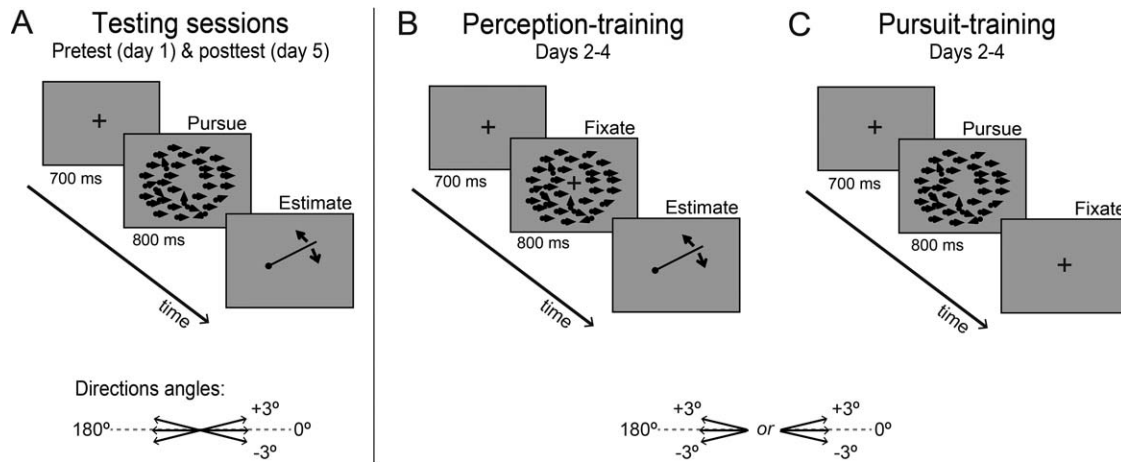 A
Testing sessions
Pretest (day 1) & posttest (day 5)
Pursue
700 ms
Estimate
800 ms
time
Directions angles:
+3º
180º
0º
-3º
B
Perception-training
Days 2-4
Fixate
700 ms
Estimate
800 ms
time
C
Pursuit-training
Days 2-4
Pursue
700 ms
Fixate
800 ms
time
+3º
+3º
180º
or
0º
-3º
-3º